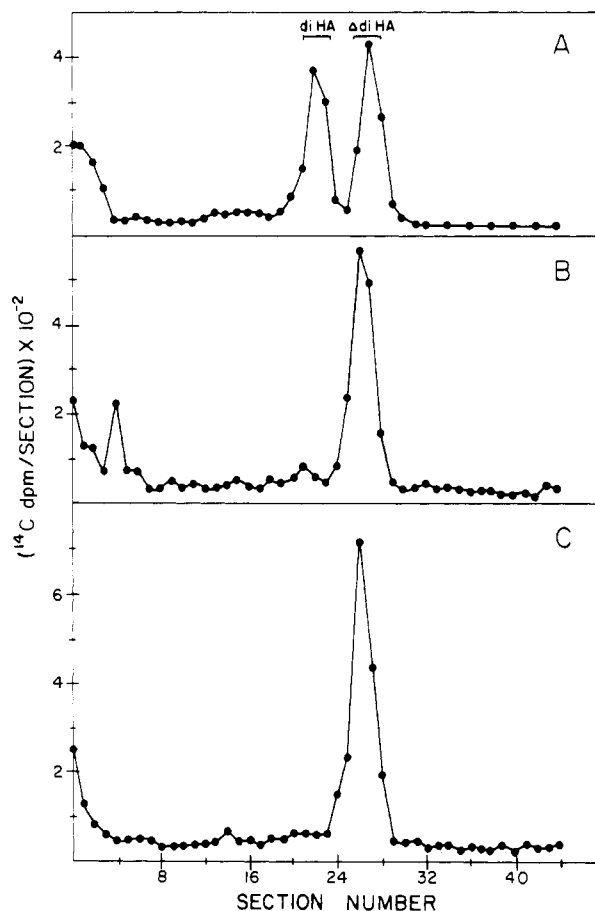 di HA Δ di HA
A
4
2
B
4
2
C
6
4
2
(¹⁴C dpm/SECTION) X 10⁻²
8 16 24 32 40
SECTION NUMBER